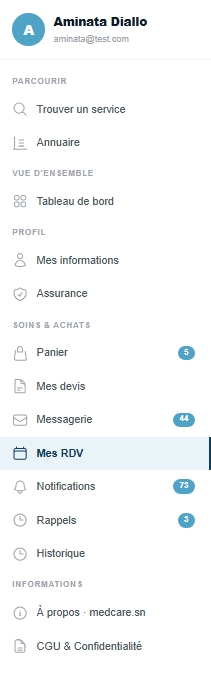 A
Aminata Diallo
aminata@test.com
PARCOURIR
Trouver un service
Annuaire
VUE D'ENSEMBLE
Tableau de bord
PROFIL
Mes informations
Assurance
SOINS & ACHATS
Panier 5
Mes devis
Messagerie 44
Mes RDV
Notifications 73
Rappels 3
Historique
INFORMATIONS
À propos · medcare.sn
CGU & Confidentialité